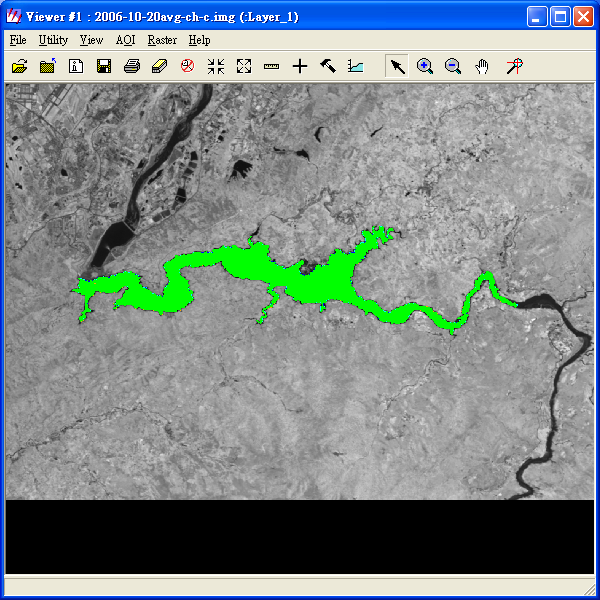 Viewer #1 : 2006-10-20avg-ch-c.img (:Layer_1)
File Utility View AOI Raster Help